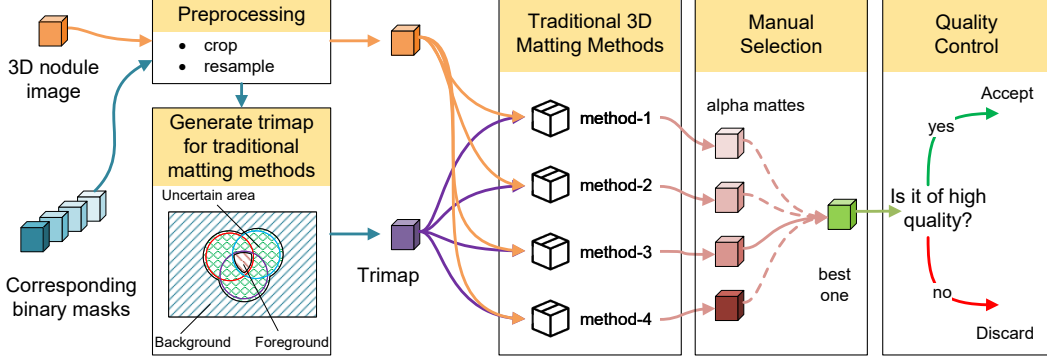 3D nodule
image
Corresponding
binary masks
Preprocessing
• crop
• resample
Generate trimap
for traditional
matting methods
Uncertain area
Background
Foreground
Trimap
Traditional 3D
Matting Methods
method-1
method-2
method-3
method-4
Manual
Selection
alpha mattes
best
one
Quality
Control
Accept
yes
Is it of high
quality?
no
Discard